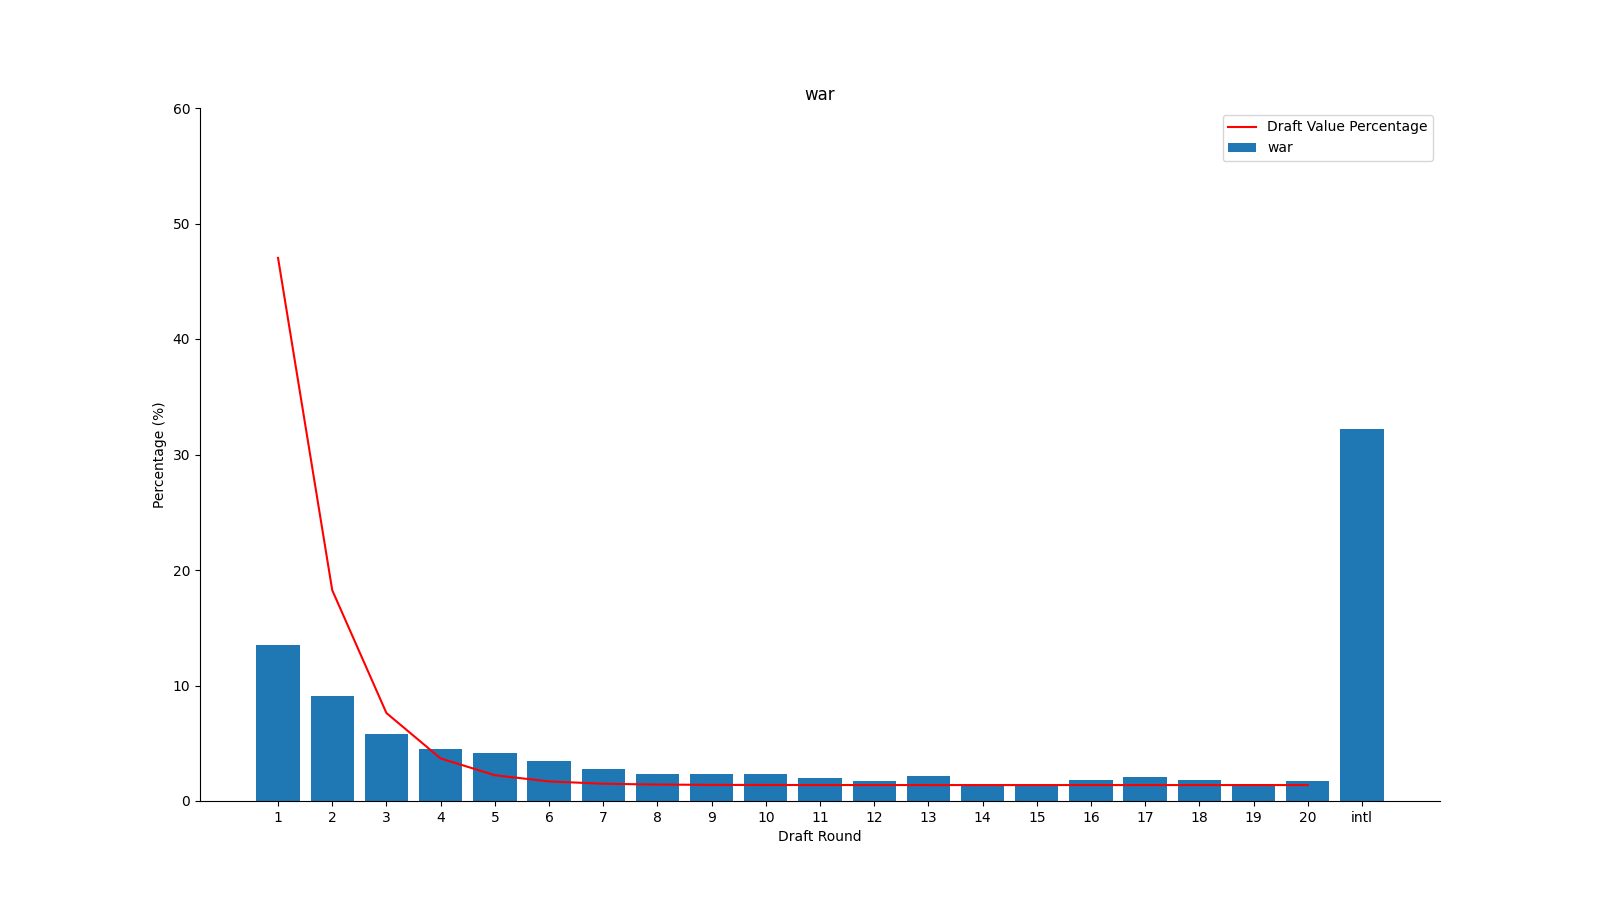 war
60
50
40
30
20
10
0
Percentage (%)
Draft Value Percentage
war
1 2 3 4 5 6 7 8 9 10 11 12 13 14 15 16 17 18 19 20 intl
Draft Round